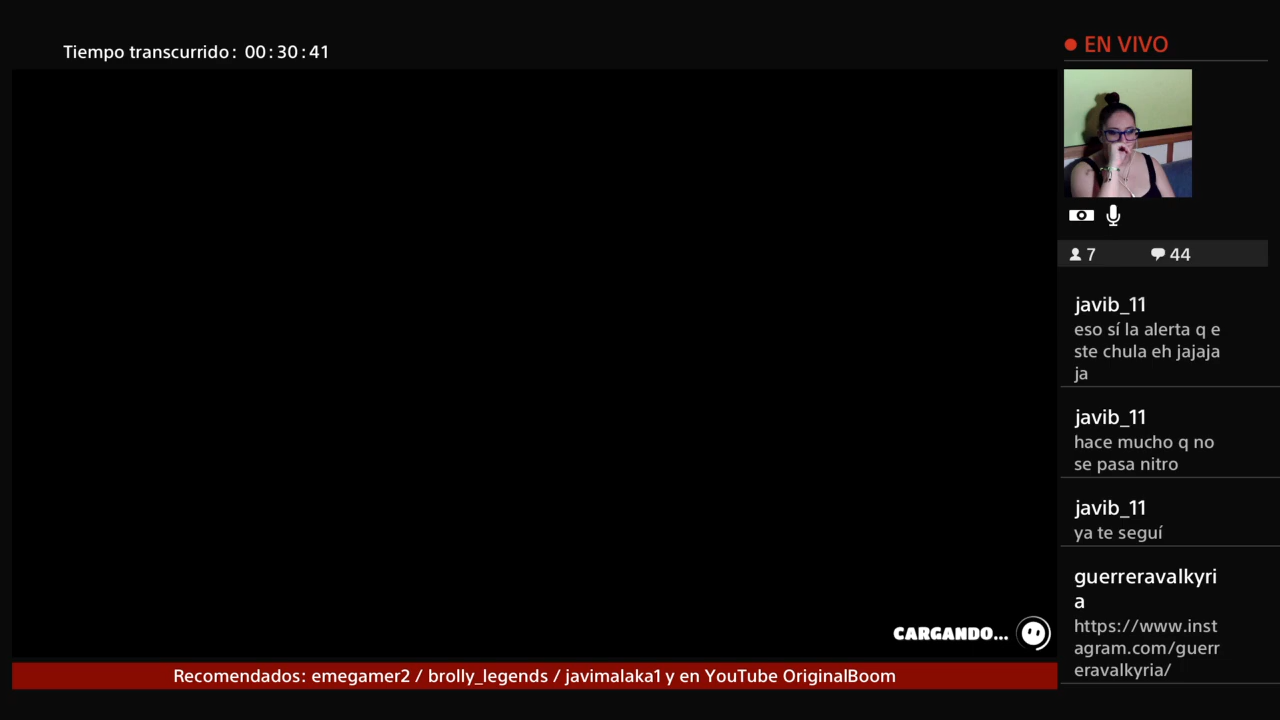 Tiempo transcurrido: 00:30:41
EN VIVO
7
44
javib_11
eso sí la alerta q e
ste chula eh jajaja
ja
javib_11
hace mucho q no
se pasa nitro
javib_11
ya te seguí
guerreravalkyri
a
https://www.inst
agram.com/guerr
eravalkyria/
CARGANDO...
Recomendados: emegamer2 / brolly_legends / javimalaka1 y en YouTube OriginalBoom